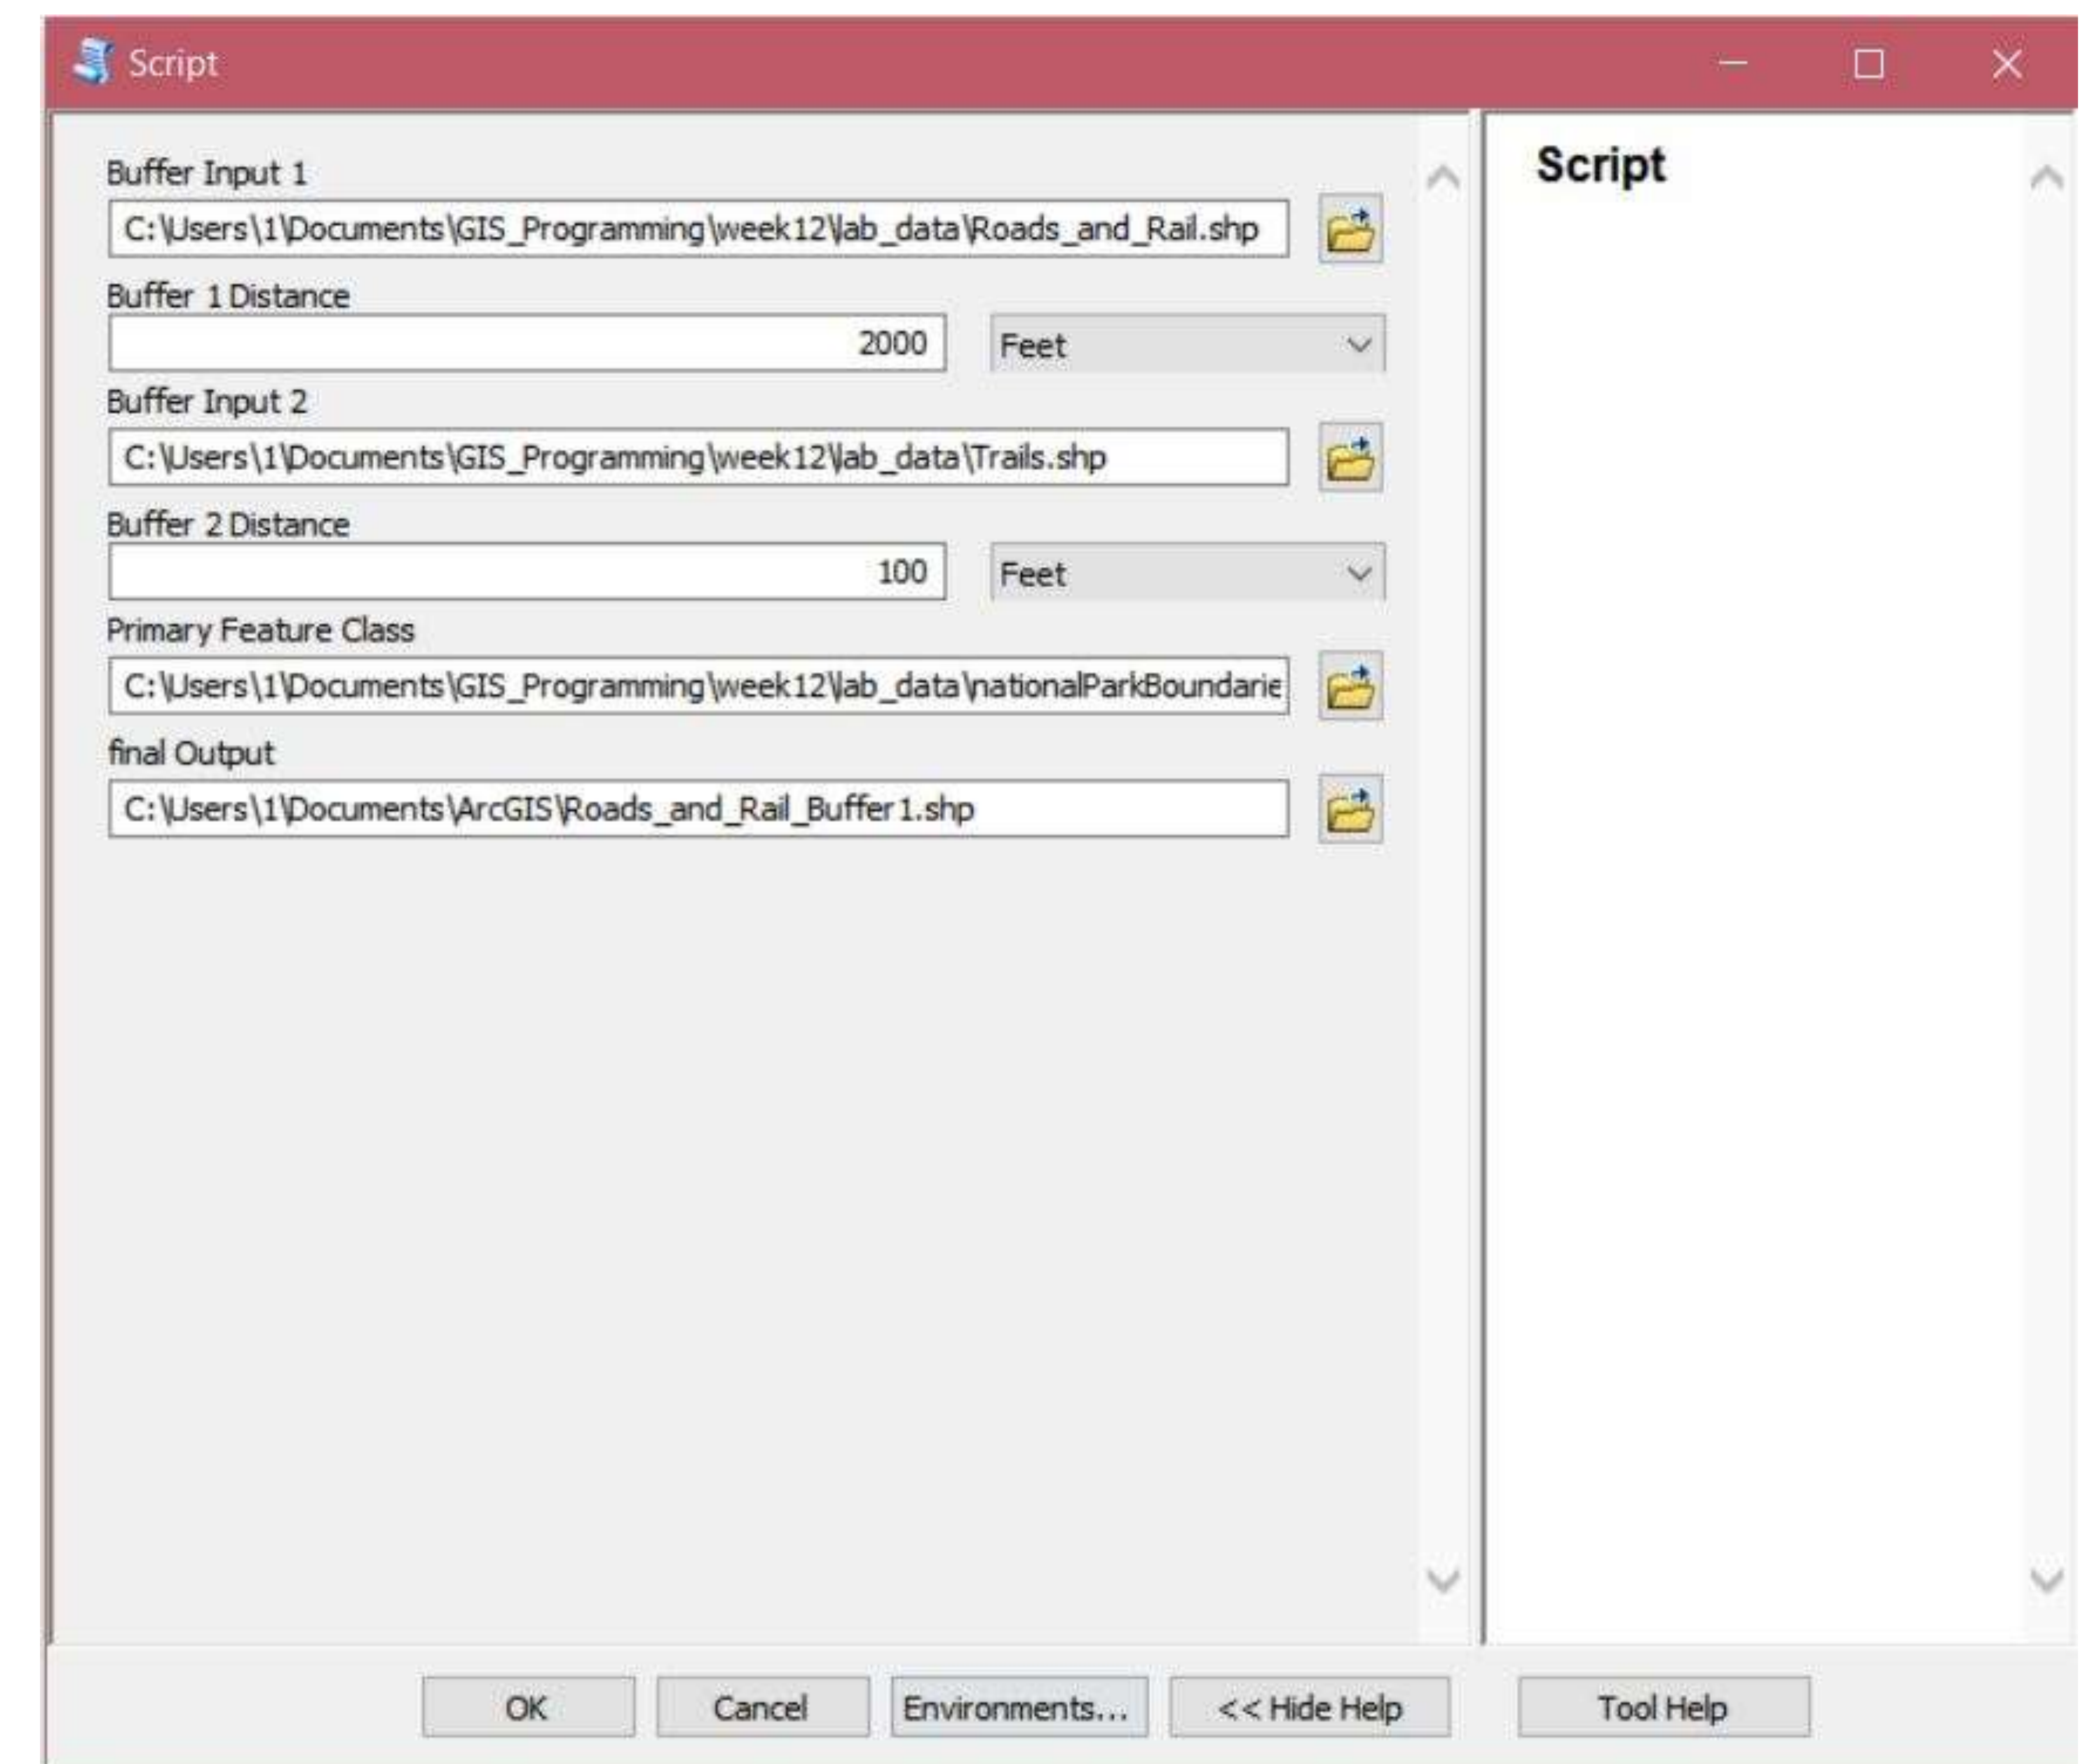 Script
Buffer Input 1
C:\Users\1\Documents\GIS_Programming\week12\lab_data\Roads_and_Rail.shp
Buffer 1 Distance
2000 Feet
Buffer Input 2
C:\Users\1\Documents\GIS_Programming\week12\lab_data\Trails.shp
Buffer 2 Distance
100 Feet
Primary Feature Class
C:\Users\1\Documents\GIS_Programming\week12\lab_data\nationalParkBoundarie
final Output
C:\Users\1\Documents\ArcGIS\Roads_and_Rail_Buffer1.shp
Script
OK Cancel Environments... << Hide Help Tool Help